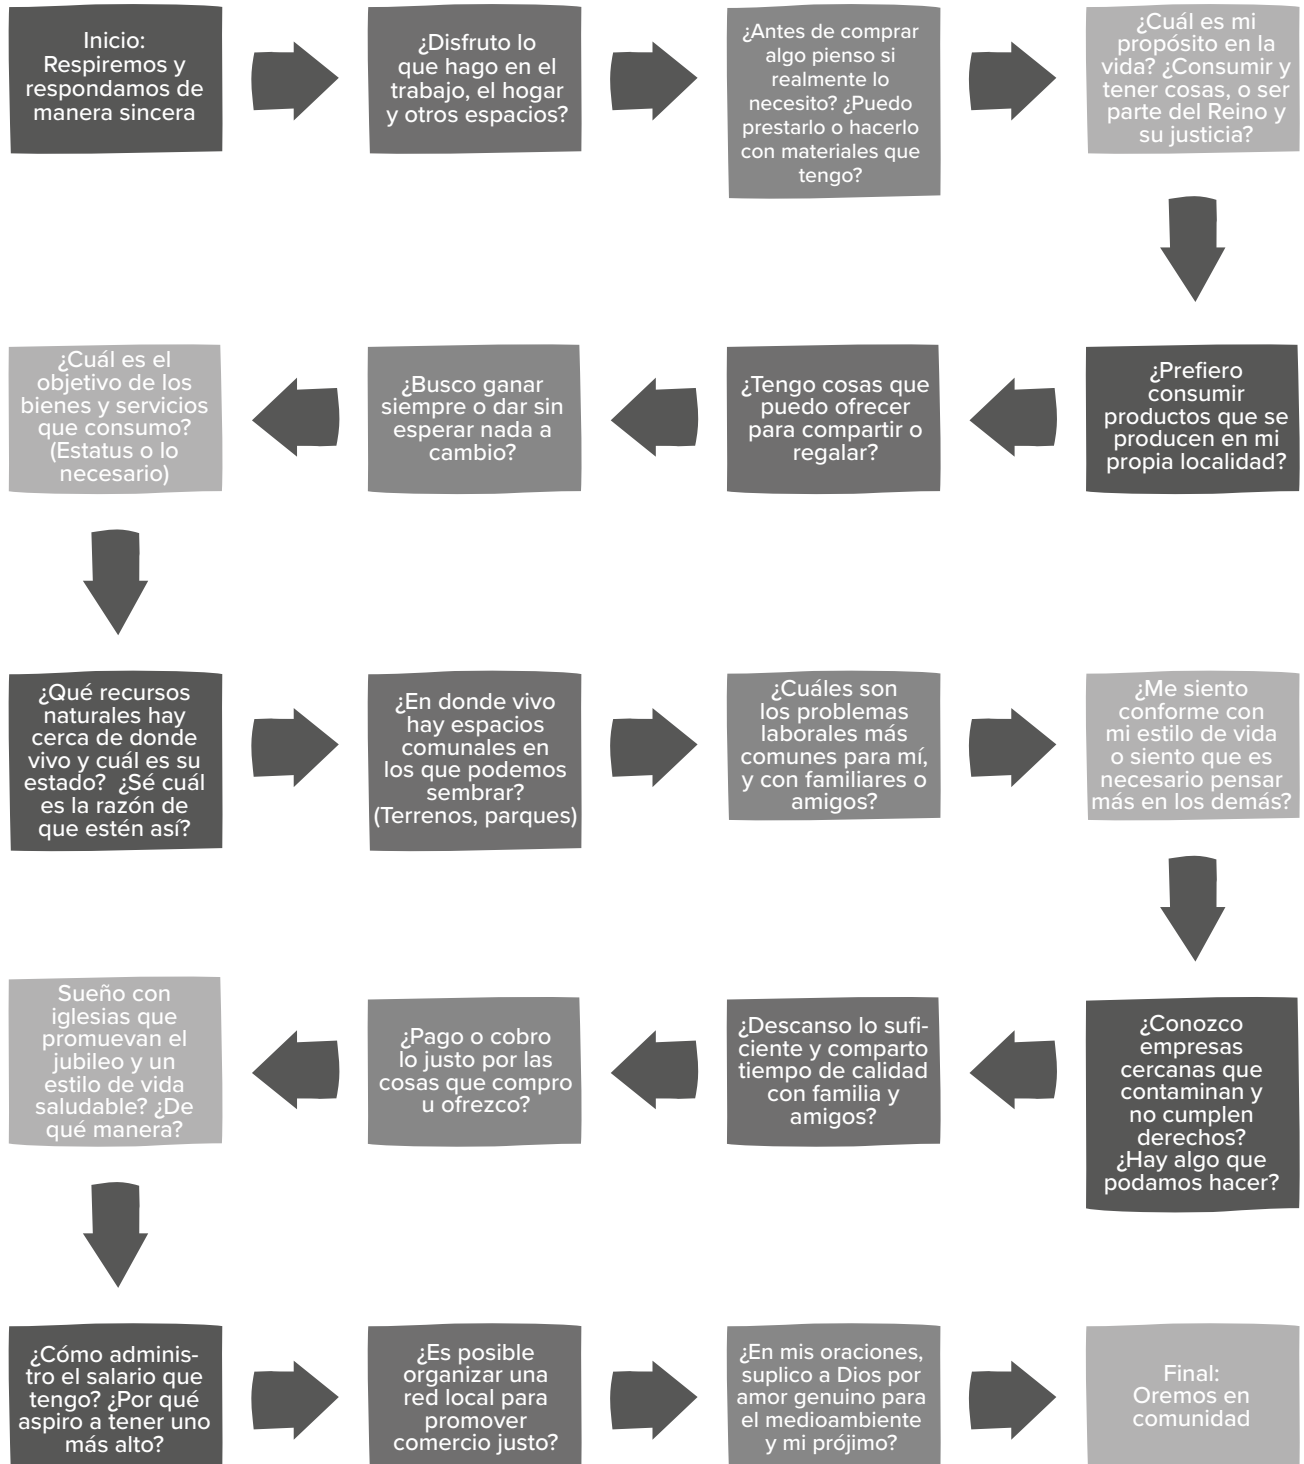 Inicio:
Respiremos y
respondamos de
manera sincera
¿Disfruto lo
que hago en el
trabajo, el hogar
y otros espacios?
¿Antes de comprar
algo pienso si
realmente lo
necesito? ¿Puedo
prestarlo o hacerlo
con materiales que
tengo?
¿Cuál es mi
propósito en la
vida? ¿Consumir y
tener cosas, o ser
parte del Reino y
su justicia?
¿Prefiero
consumir
productos que se
producen en mi
propia localidad?
¿Tengo cosas que
puedo ofrecer
para compartir o
regalar?
¿Busco ganar
siempre o dar sin
esperar nada a
cambio?
¿Cuál es el
objetivo de los
bienes y servicios
que consumo?
(Estatus o lo
necesario)
¿Qué recursos
naturales hay
cerca de donde
vivo y cuál es su
estado? ¿Sé cuál
es la razón de
que estén así?
¿En donde vivo
hay espacios
comunales en
los que podemos
sembrar?
(Terrenos, parques)
¿Cuáles son
los problemas
laborales más
comunes para mí,
y con familiares o
amigos?
¿Me siento
conforme con
mi estilo de vida
o siento que es
necesario pensar
más en los demás?
¿Conozco
empresas
cercanas que
contaminan y
no cumplen
derechos?
¿Hay algo que
podamos hacer?
¿Descanso lo sufi-
ciente y comparto
tiempo de calidad
con familia y
amigos?
¿Pago o cobro
lo justo por las
cosas que compro
u ofrezco?
Sueño con
iglesias que
promuevan el
jubileo y un
estilo de vida
saludable? ¿De
qué manera?
¿Cómo adminis-
tro el salario que
tengo? ¿Por qué
aspiro a tener uno
más alto?
¿Es posible
organizar una
red local para
promover
comercio justo?
¿En mis oraciones,
suplico a Dios por
amor genuino para
el medioambiente
y mi prójimo?
Final:
Oremos en
comunidad